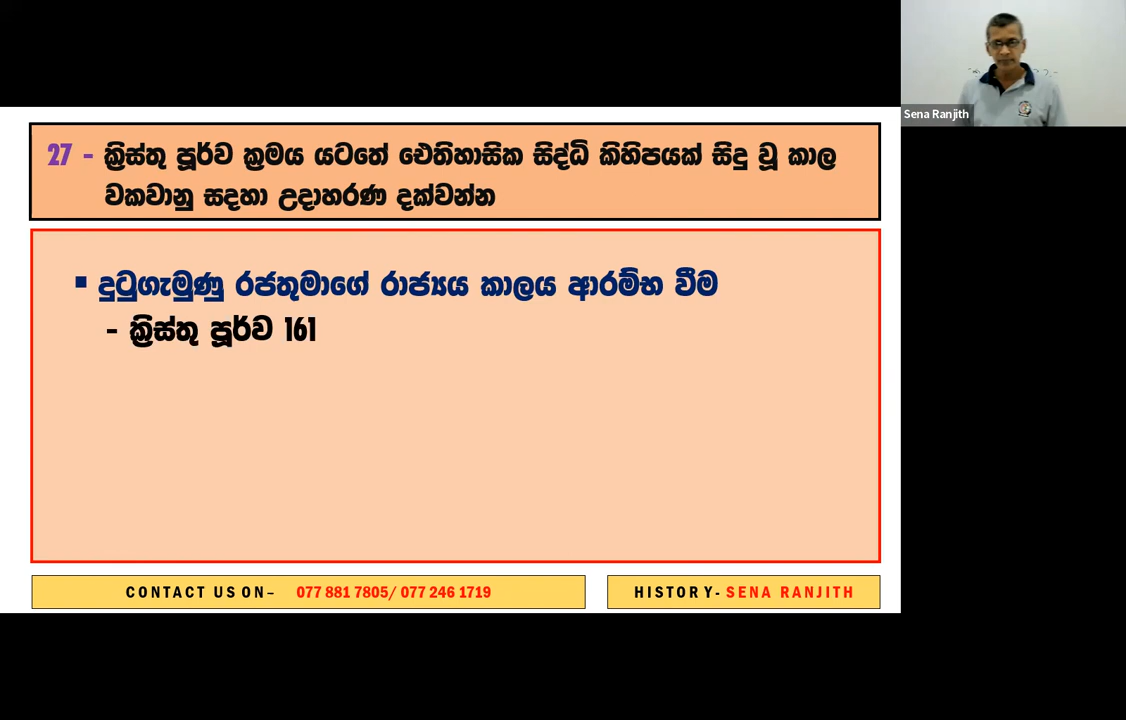 Sena Ranjith
27 - ක්‍රිස්තු පූර්ව ක්‍රමය යටතේ ඓතිහාසික සිද්ධි කිහිපයක් සිදු වූ කාල
වකවානු සඳහා උදාහරණ දක්වන්න
▪ දුටුගැමුණු රජතුමාගේ රාජ්‍යය කාලය ආරම්භ වීම
- ක්‍රිස්තු පූර්ව 161
CONTACT US ON– 077 881 7805/ 077 246 1719
HISTORY- SENA RANJITH